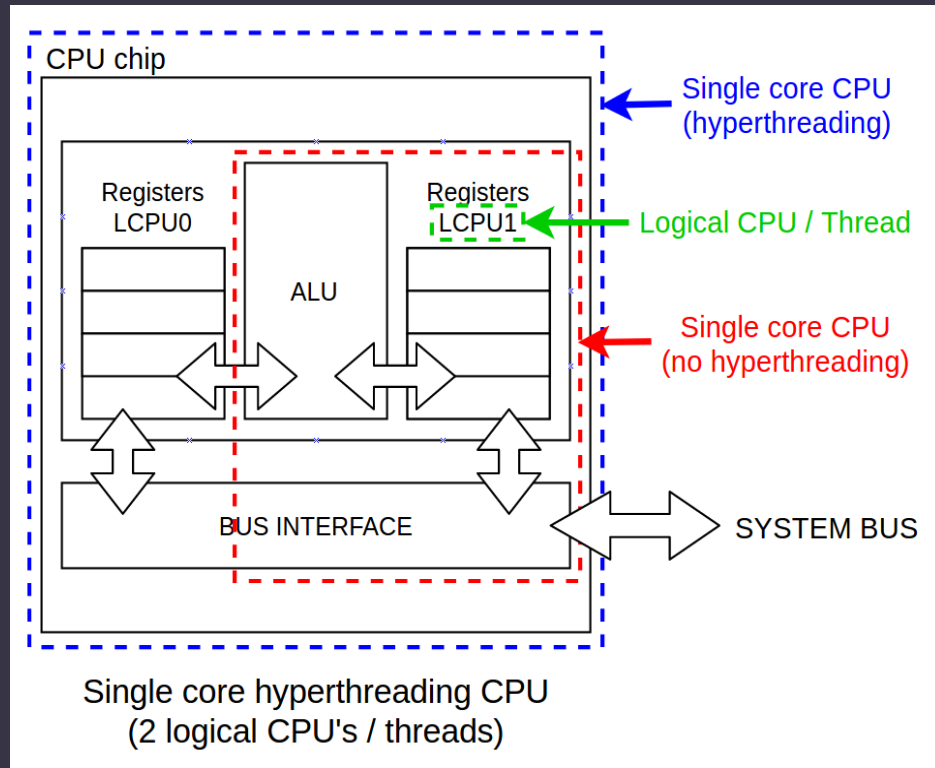 CPU chip
Single core CPU
(hyperthreading)
Registers
LCPU0
ALU
Registers
LCPU1
Logical CPU / Thread
Single core CPU
(no hyperthreading)
BUS INTERFACE
SYSTEM BUS
Single core hyperthreading CPU
(2 logical CPU's / threads)